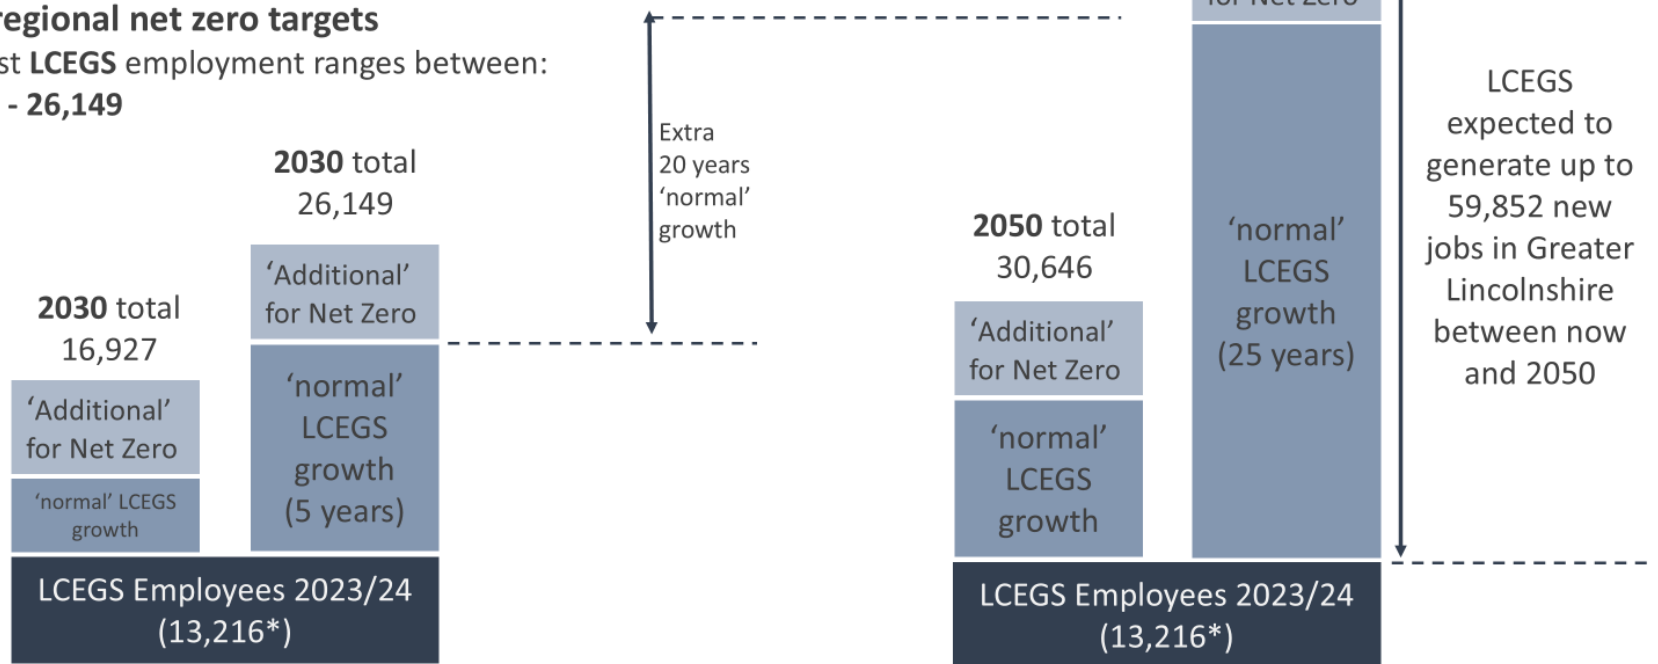 regional net zero targets
st LCEGS employment ranges between:
- 26,149
2030 total
26,149
2030 total
16,927
'Additional'
for Net Zero
'normal' LCEGS
growth
'Additional'
for Net Zero
'normal'
LCEGS
growth
(5 years)
LCEGS Employees 2023/24
(13,216*)
Extra
20 years
'normal'
growth
2050 total
30,646
'Additional'
for Net Zero
'normal'
LCEGS
growth
for Net Zero
'normal'
LCEGS
growth
(25 years)
LCEGS Employees 2023/24
(13,216*)
LCEGS
expected to
generate up to
59,852 new
jobs in Greater
Lincolnshire
between now
and 2050